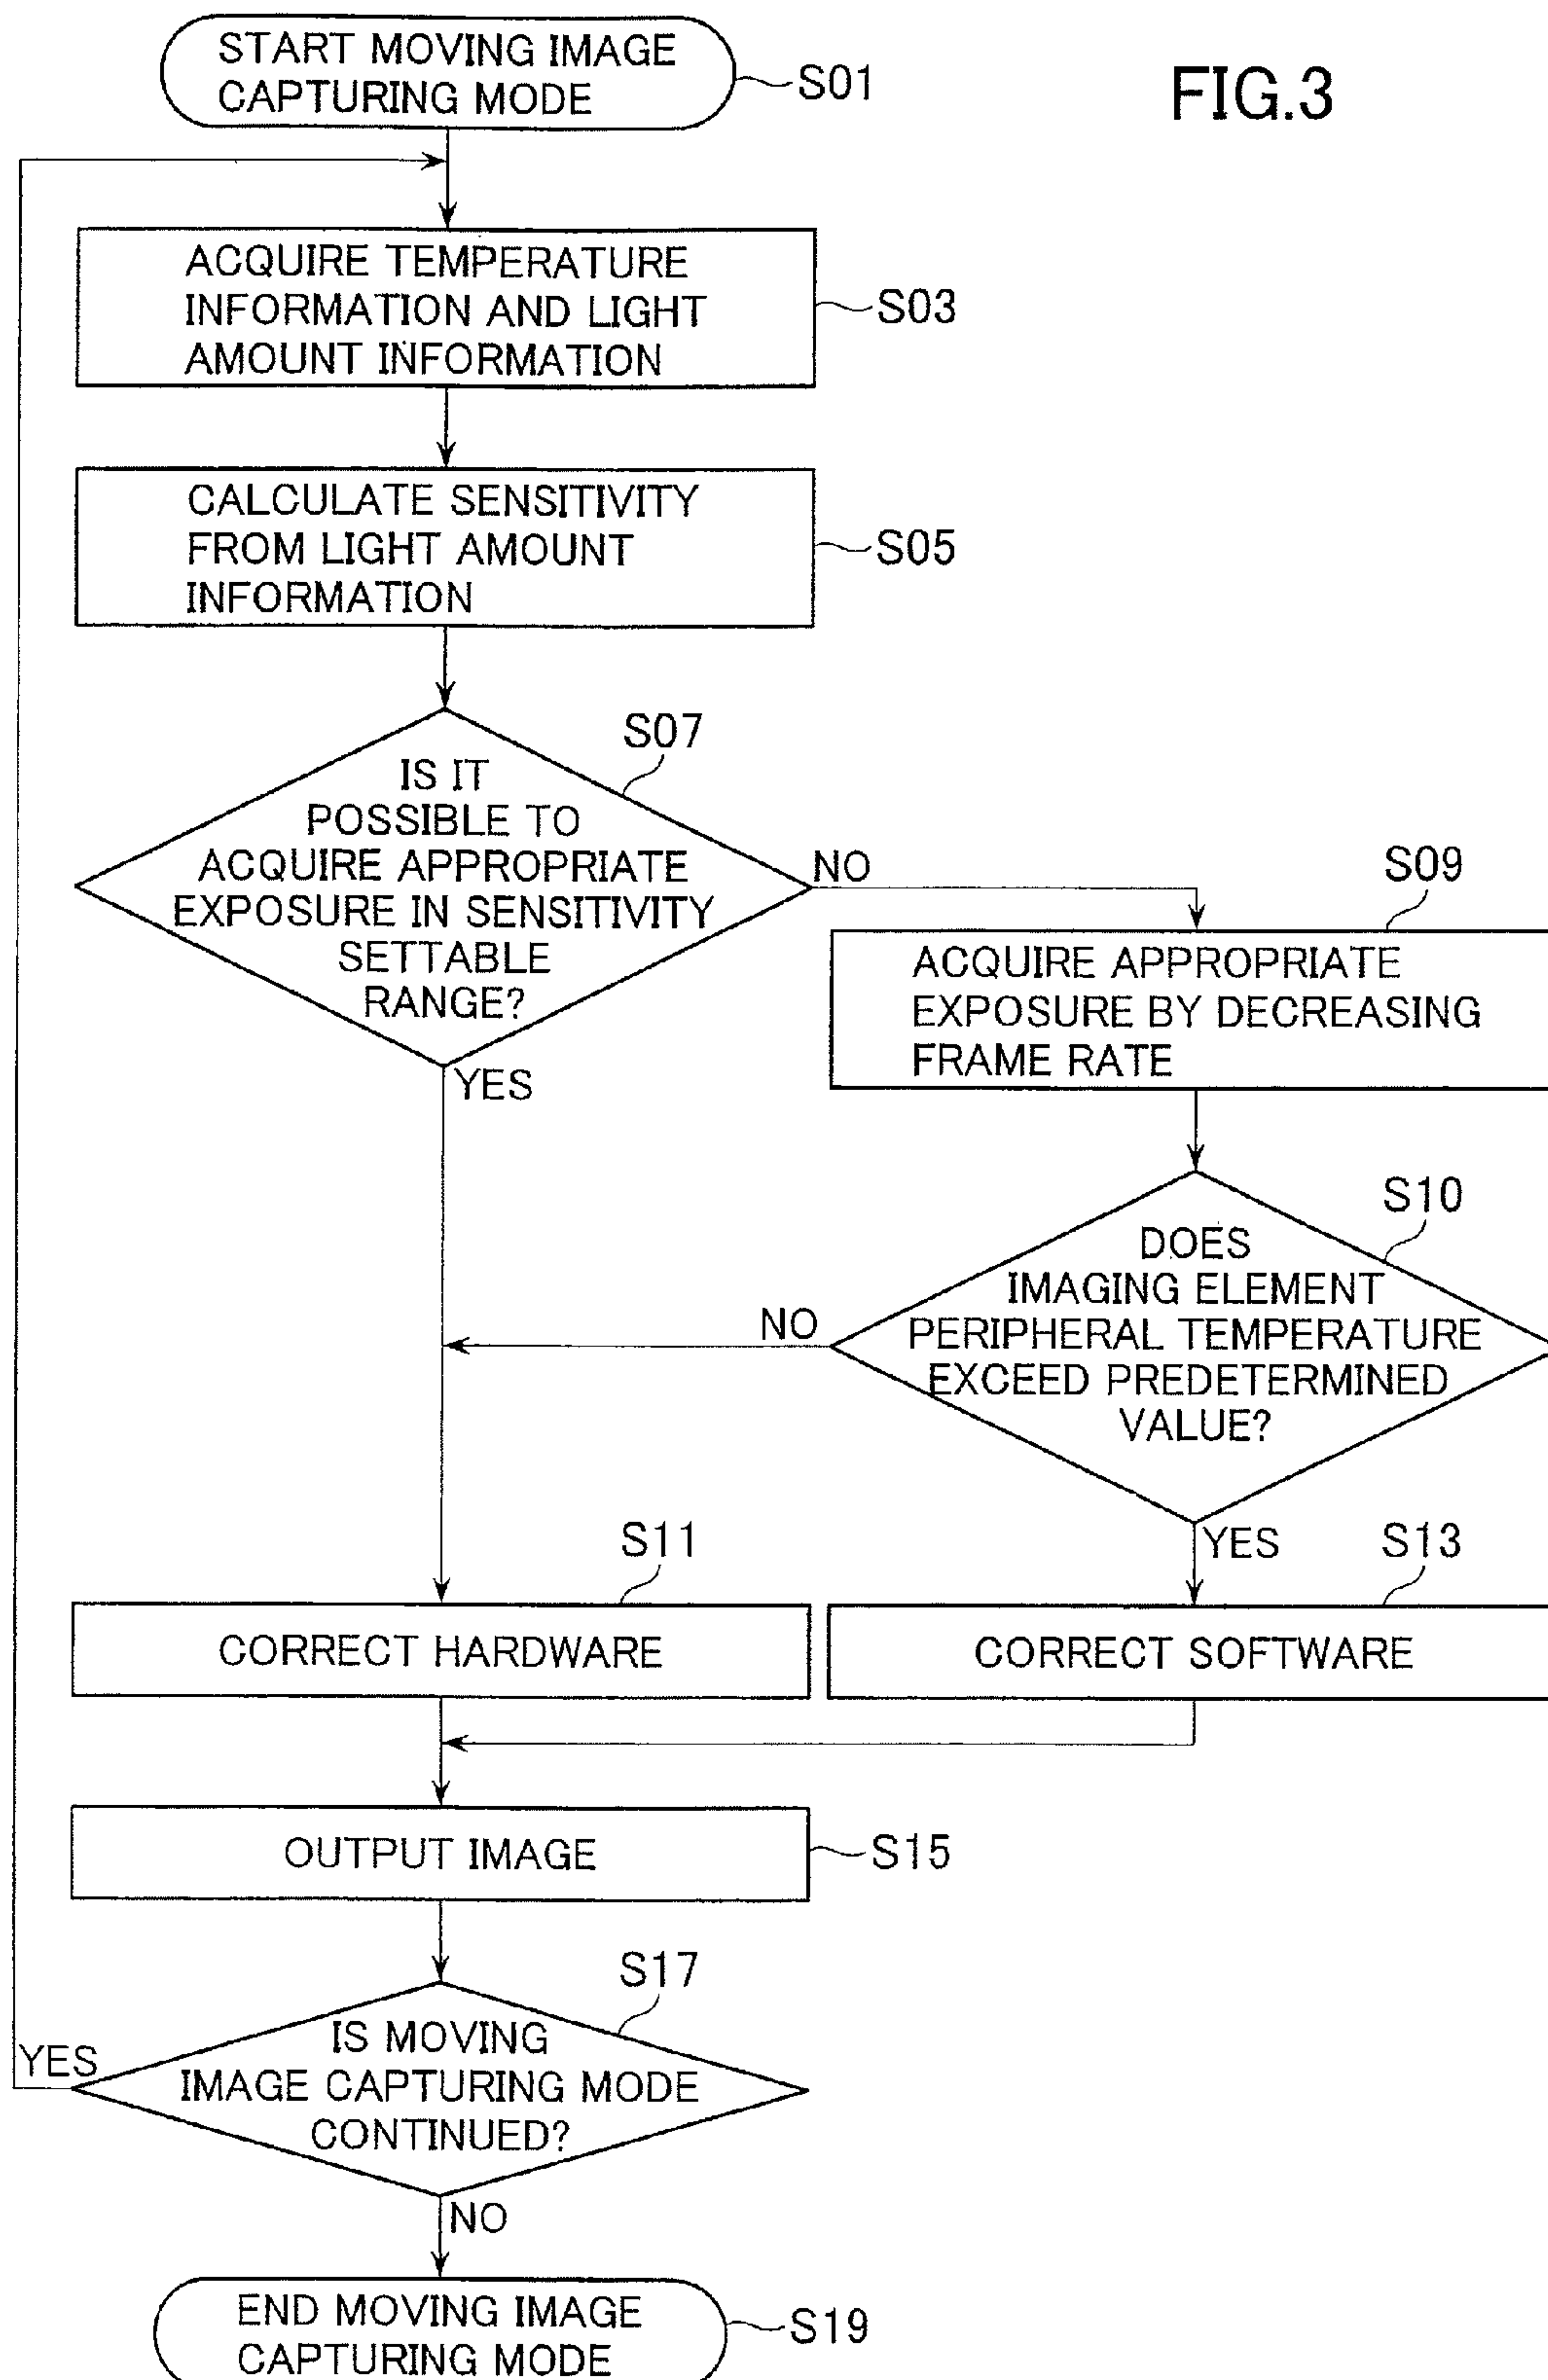 FIG.3
START MOVING IMAGE
CAPTURING MODE
S01
ACQUIRE TEMPERATURE
INFORMATION AND LIGHT
AMOUNT INFORMATION
S03
CALCULATE SENSITIVITY
FROM LIGHT AMOUNT
INFORMATION
S05
S07
IS IT
POSSIBLE TO
ACQUIRE APPROPRIATE
EXPOSURE IN SENSITIVITY
SETTABLE
RANGE?
NO
YES
S09
ACQUIRE APPROPRIATE
EXPOSURE BY DECREASING
FRAME RATE
S10
DOES
IMAGING ELEMENT
PERIPHERAL TEMPERATURE
EXCEED PREDETERMINED
VALUE?
NO
YES
S11
CORRECT HARDWARE
S13
CORRECT SOFTWARE
OUTPUT IMAGE
S15
S17
IS MOVING
IMAGE CAPTURING MODE
CONTINUED?
YES
NO
END MOVING IMAGE
CAPTURING MODE
S19